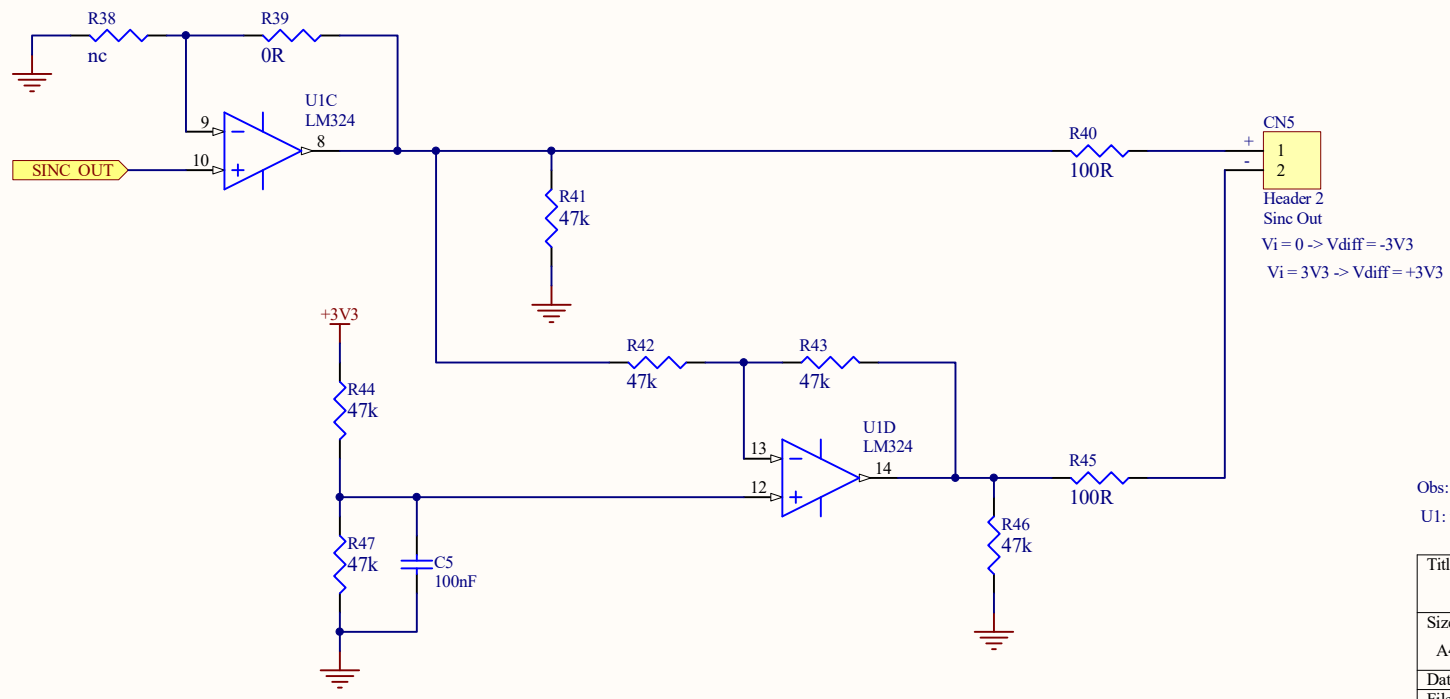 R38
nc
R39
0R
U1C
LM324
9
8
10
SINC OUT
R40
100R
CN5
+
1
-
2
Header 2
Sinc Out
Vi = 0 -> Vdiff = -3V3
Vi = 3V3 -> Vdiff = +3V3
R41
47k
+3V3
R42
47k
R43
47k
R44
47k
U1D
LM324
13
14
12
R45
100R
R46
47k
R47
47k
C5
100nF
Obs:
U1: